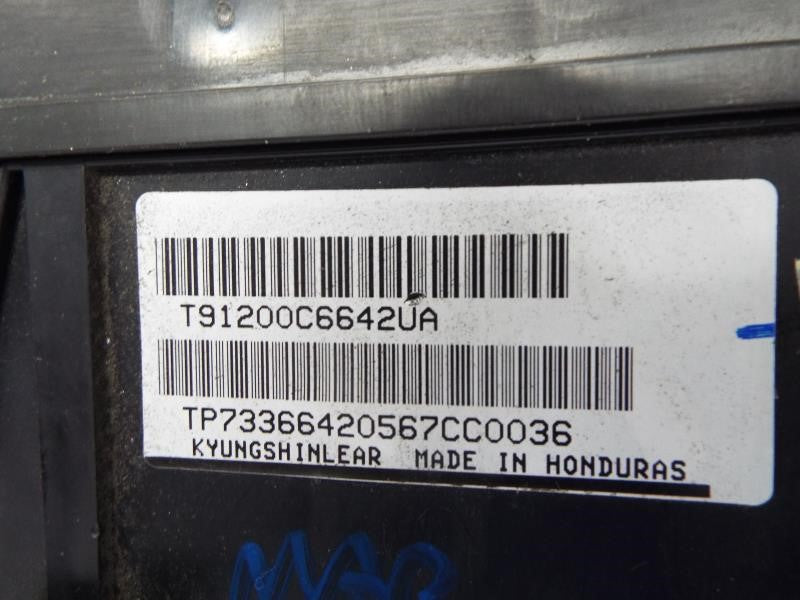 T91200C6642UA
TP73366420567CC0036
KYUNGSHINLEAR MADE IN HONDURAS